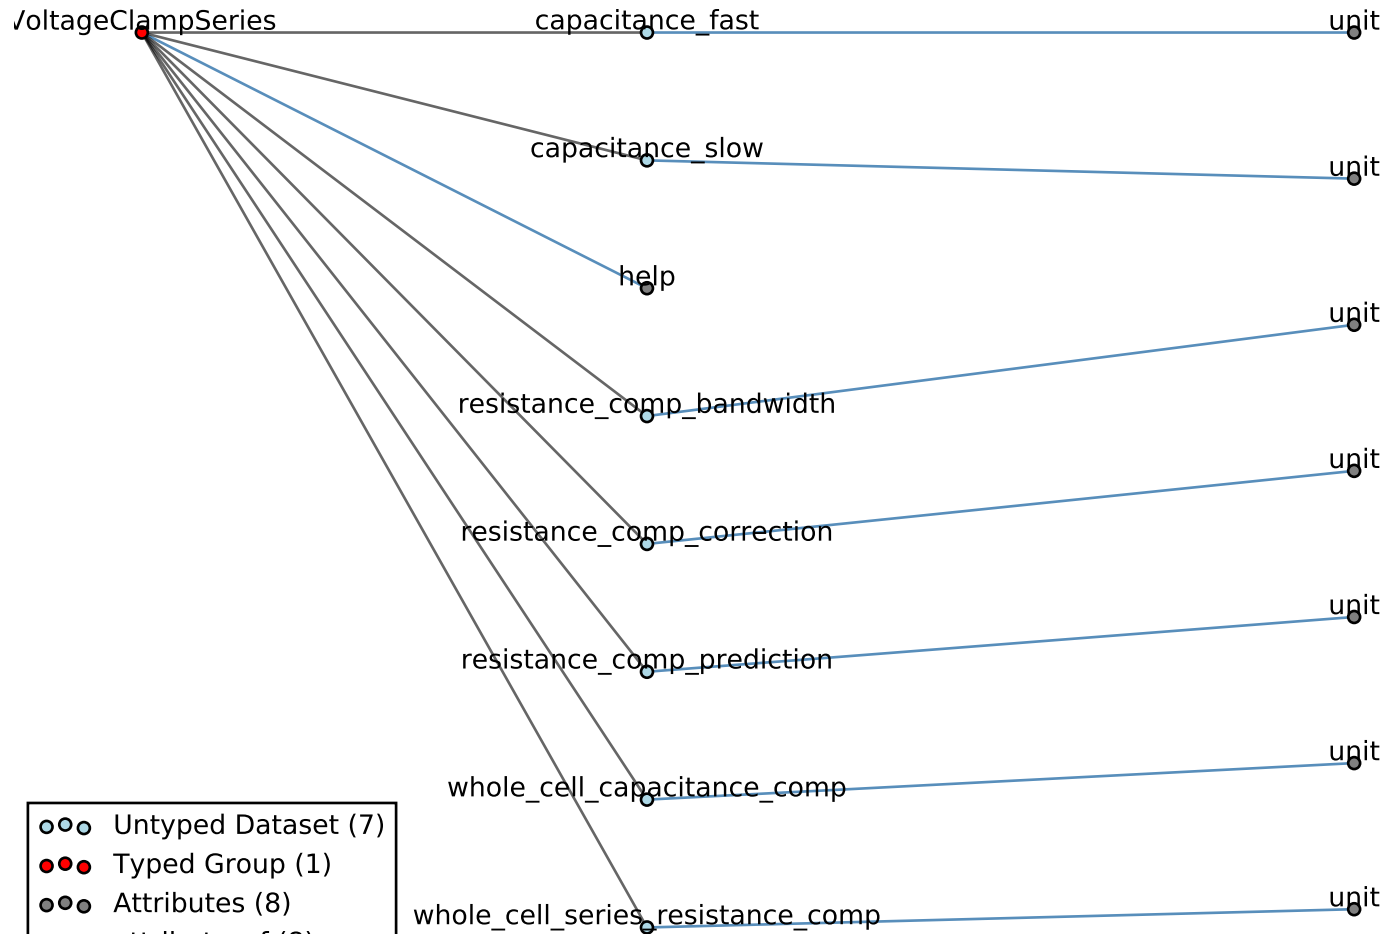 VoltageClampSeries
capacitance_fast
unit
capacitance_slow
unit
help
unit
resistance_comp_bandwidth
unit
resistance_comp_correction
unit
resistance_comp_prediction
unit
whole_cell_capacitance_comp
Untyped Dataset (7)
Typed Group (1)
Attributes (8)
unit
whole_cell_series_resistance_comp